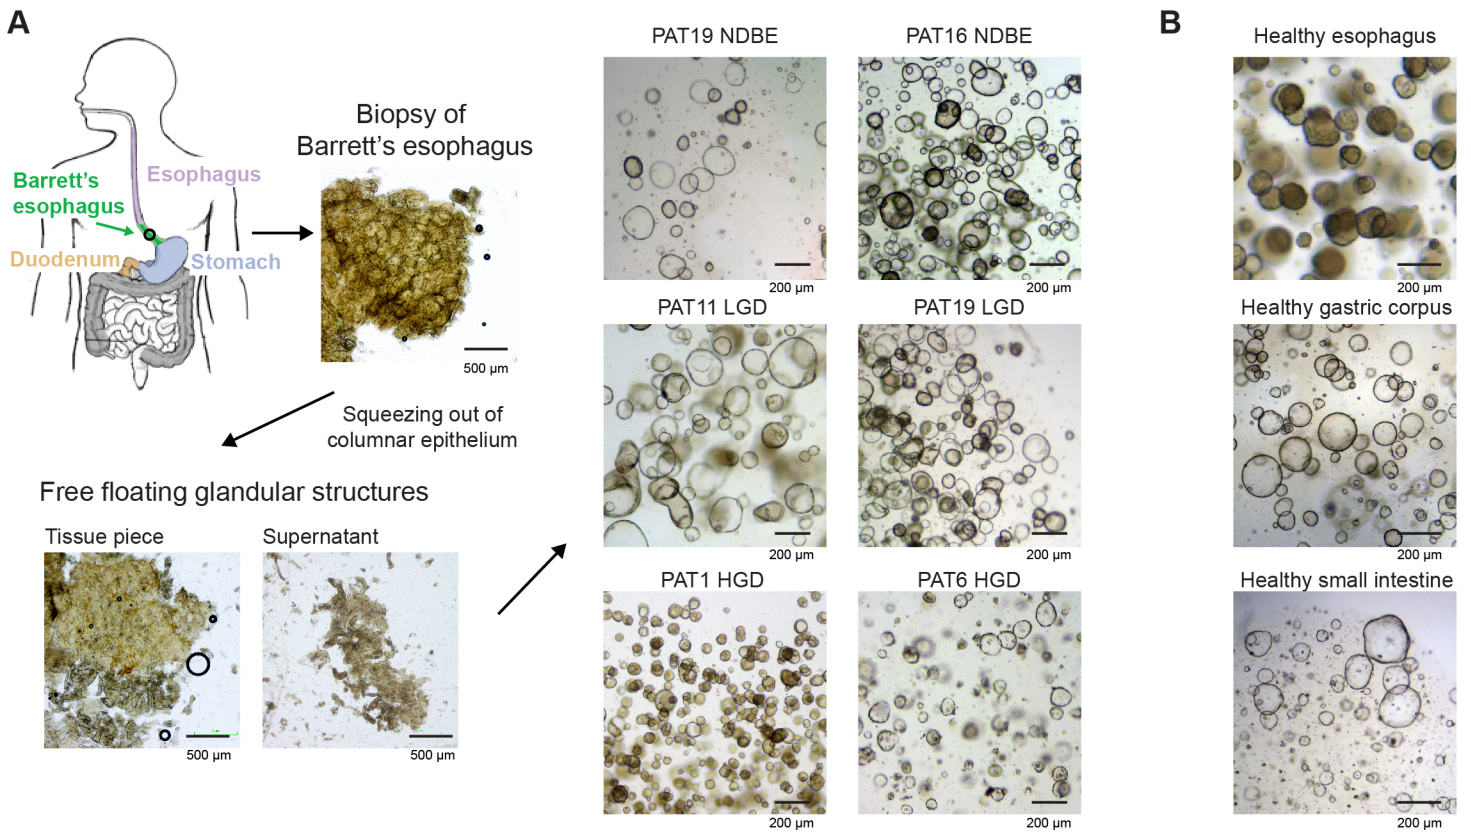 A
Biopsy of
Barrett’s esophagus
Esophagus
Barrett’s
esophagus
Duodenum
Stomach
500 µm
Squeezing out of
columnar epithelium
Free floating glandular structures
Tissue piece
Supernatant
500 µm
500 µm
PAT19 NDBE
PAT16 NDBE
200 µm
200 µm
PAT11 LGD
PAT19 LGD
200 µm
200 µm
PAT1 HGD
PAT6 HGD
200 µm
200 µm
B
Healthy esophagus
200 µm
Healthy gastric corpus
200 µm
Healthy small intestine
200 µm